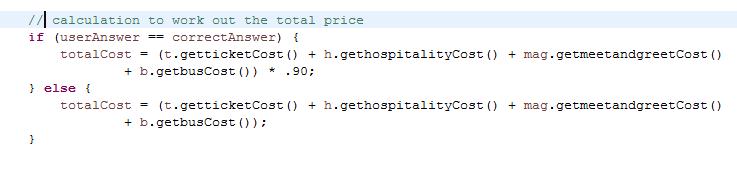 // calculation to work out the total price
if (userAnswer == correctAnswer) {
totalCost = (t.getticketCost() + h.gethospitalityCost() + mag.getmeetandgreetCost()
+ b.getbusCost()) * .90;
} else {
totalCost = (t.getticketCost() + h.gethospitalityCost() + mag.getmeetandgreetCost()
+ b.getbusCost());
}